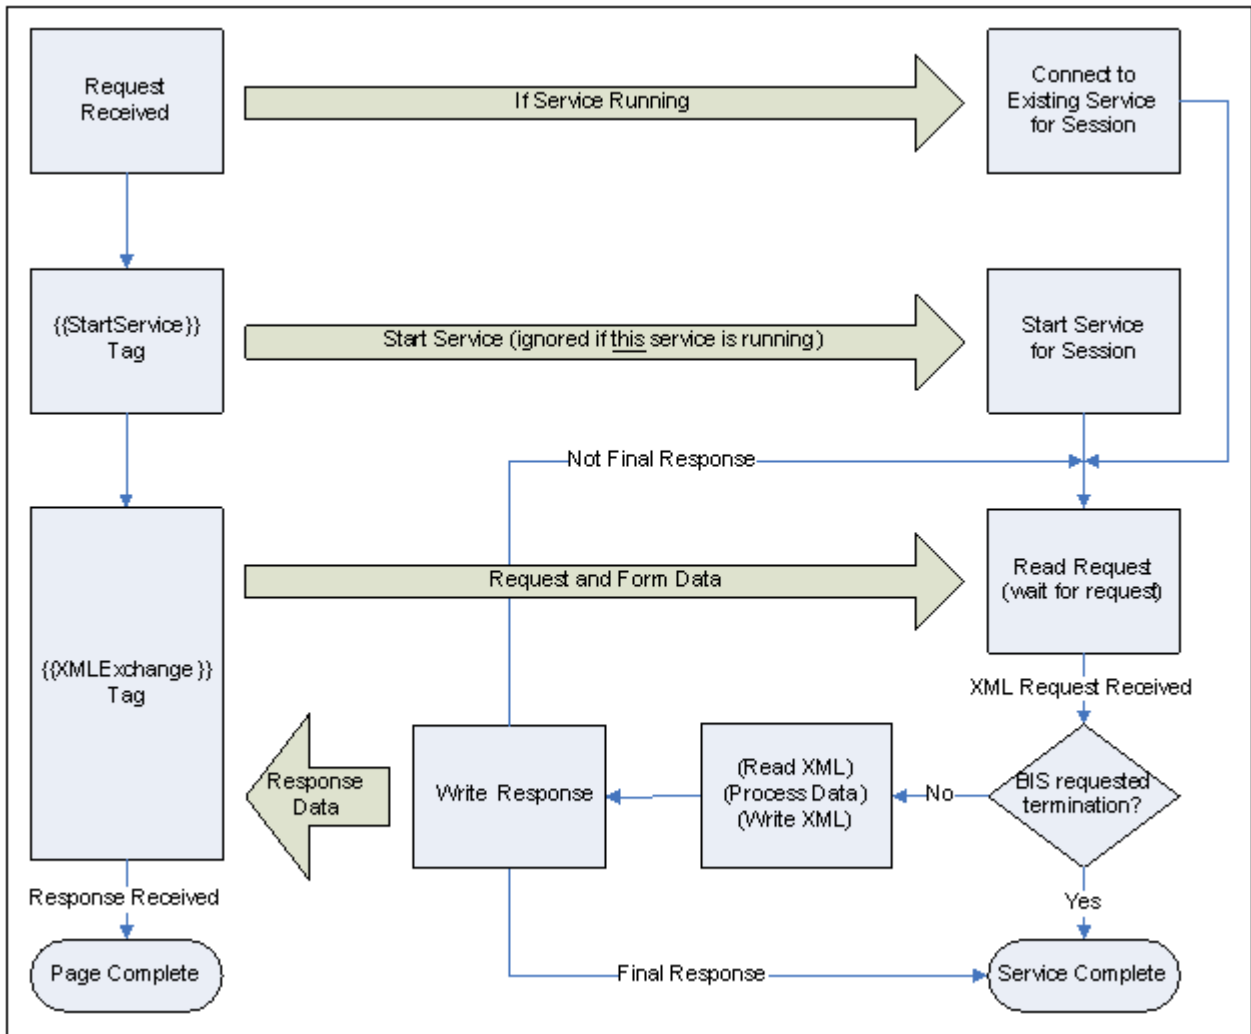 Request
Received
If Service Running
Connect to
Existing Service
for Session
{{StartService}}
Tag
Start Service (ignored if this service is running)
Start Service
for Session
Not Final Response
{{XMLExchange}}
Tag
Request and Form Data
Read Request
(wait for request)
XML Request Received
Response
Data
Write Response
(Read XML)
(Process Data)
(Write XML)
No
BIS requested
termination?
Response Received
Yes
Page Complete
Final Response
Service Complete